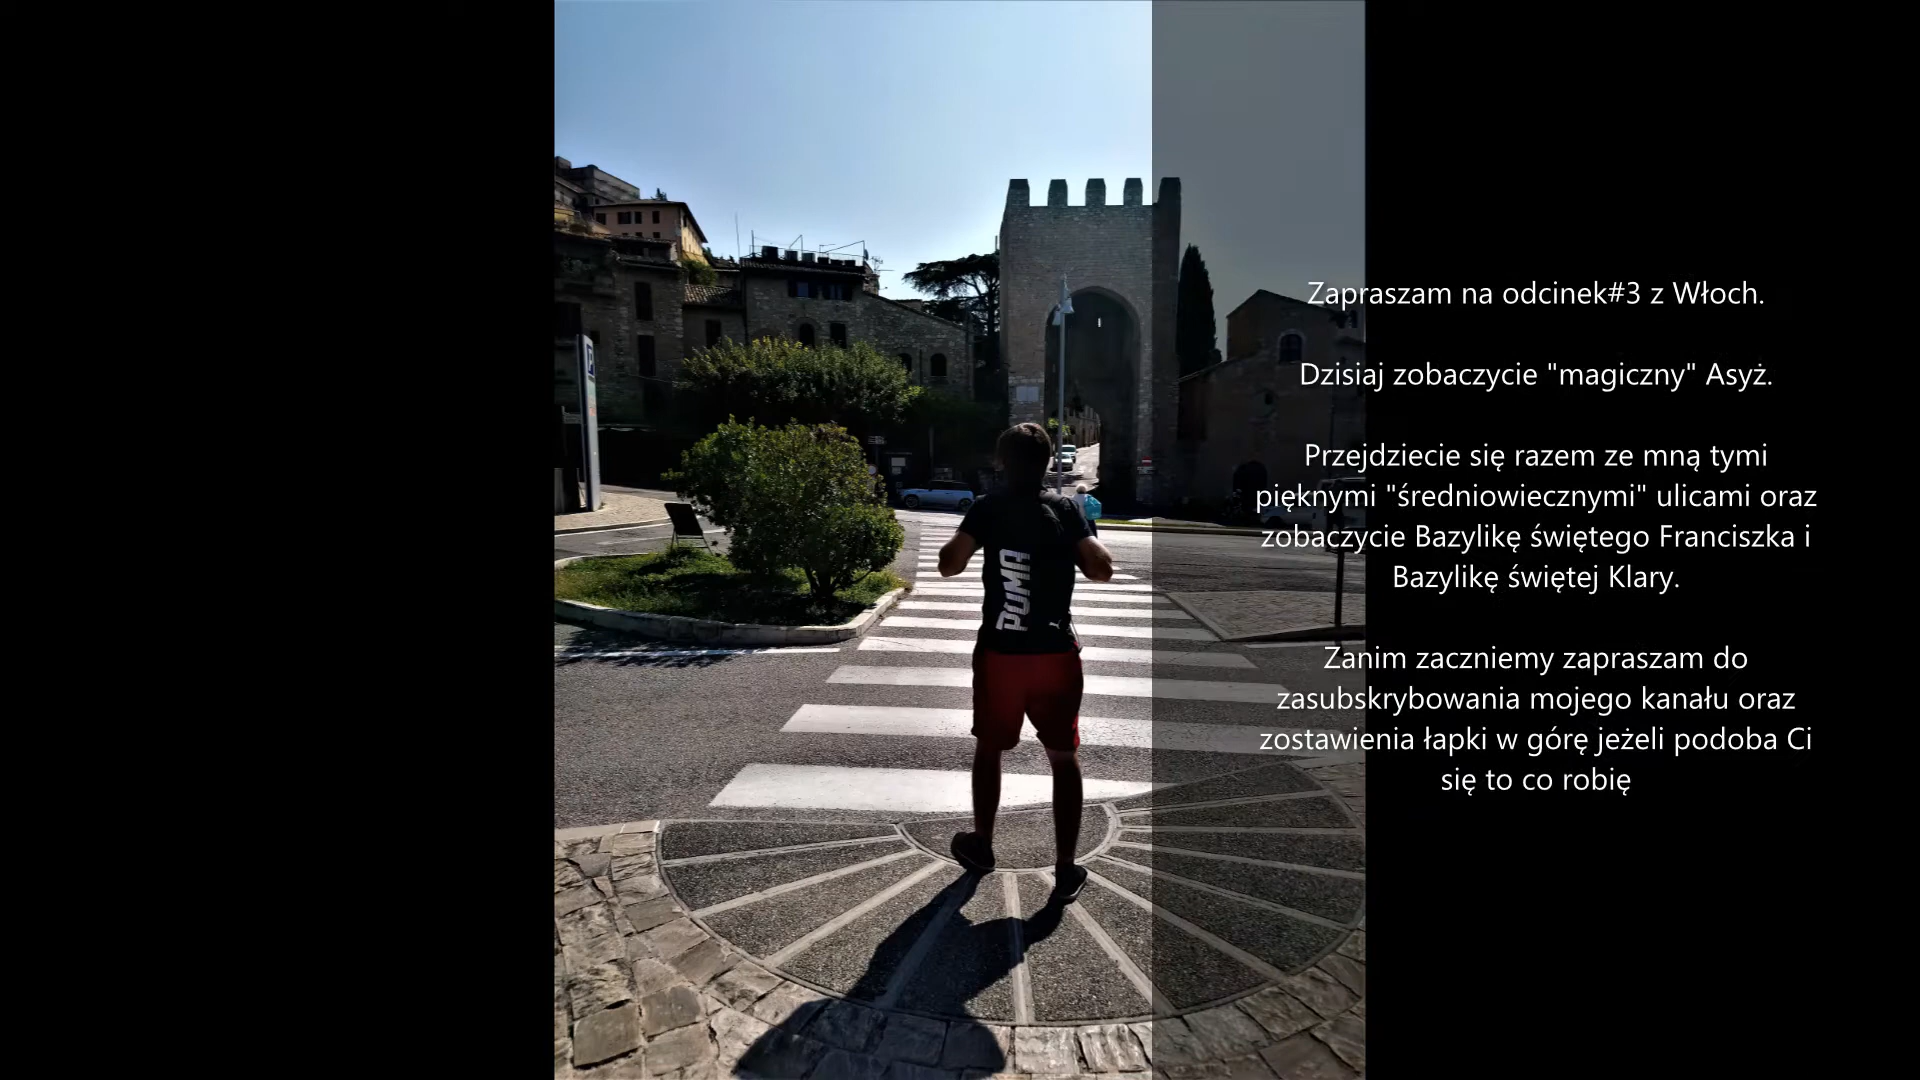 Zapraszam na odcinek#3 z Włoch.
Dzisiaj zobaczycie "magiczny" Asyż.
Przejdziecie się razem ze mną tymi
pięknymi "średniowiecznymi" ulicami oraz
zobaczycie Bazylikę świętego Franciszka i
Bazylikę świętej Klary.
Zanim zaczniemy zapraszam do
zasubskrybowania mojego kanału oraz
zostawienia łapki w górę jeżeli podoba Ci
się to co robię
PUMA
P